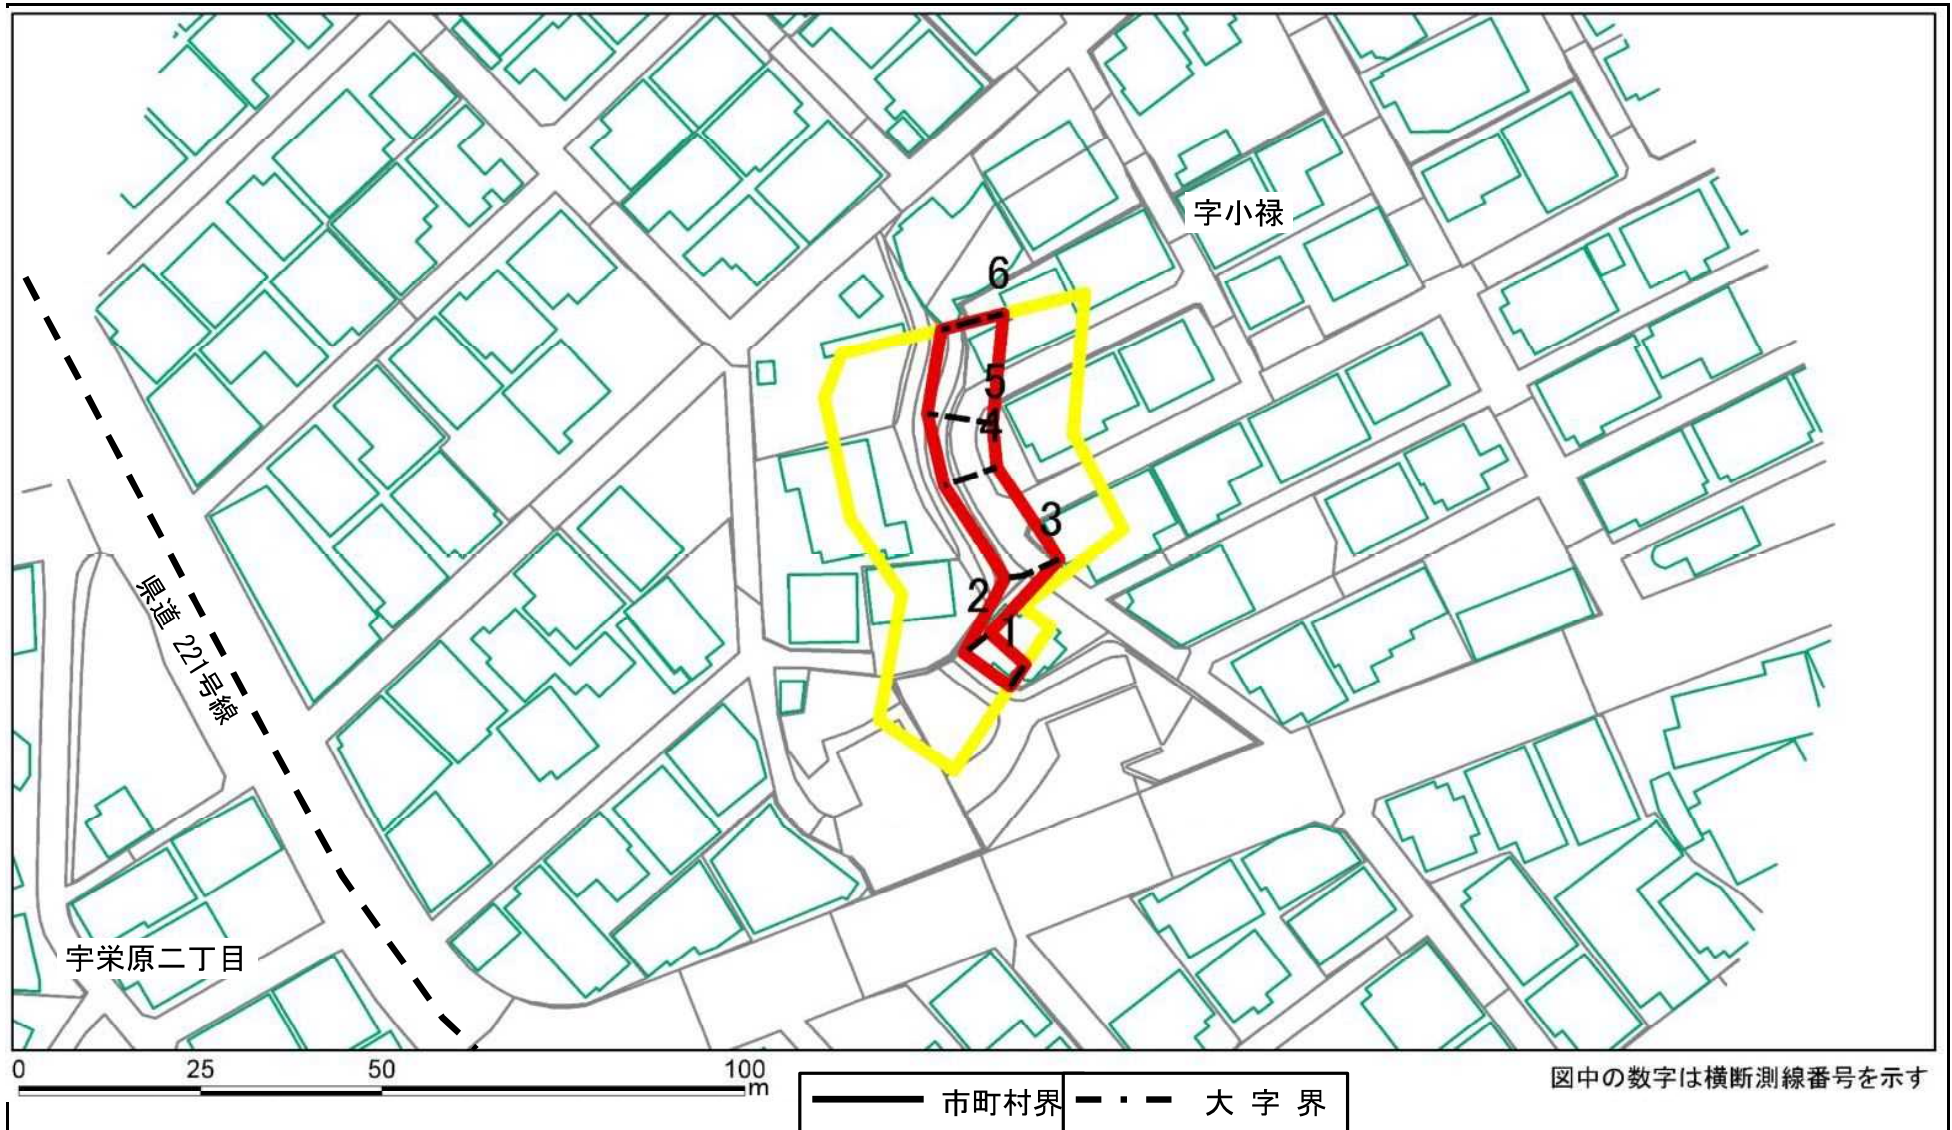 字小禄
6
5
4
3
2
1
県道 221号線
宇栄原二丁目
0 25 50 100
m
市町村界
大 字 界
図中の数字は横断測線番号を示す